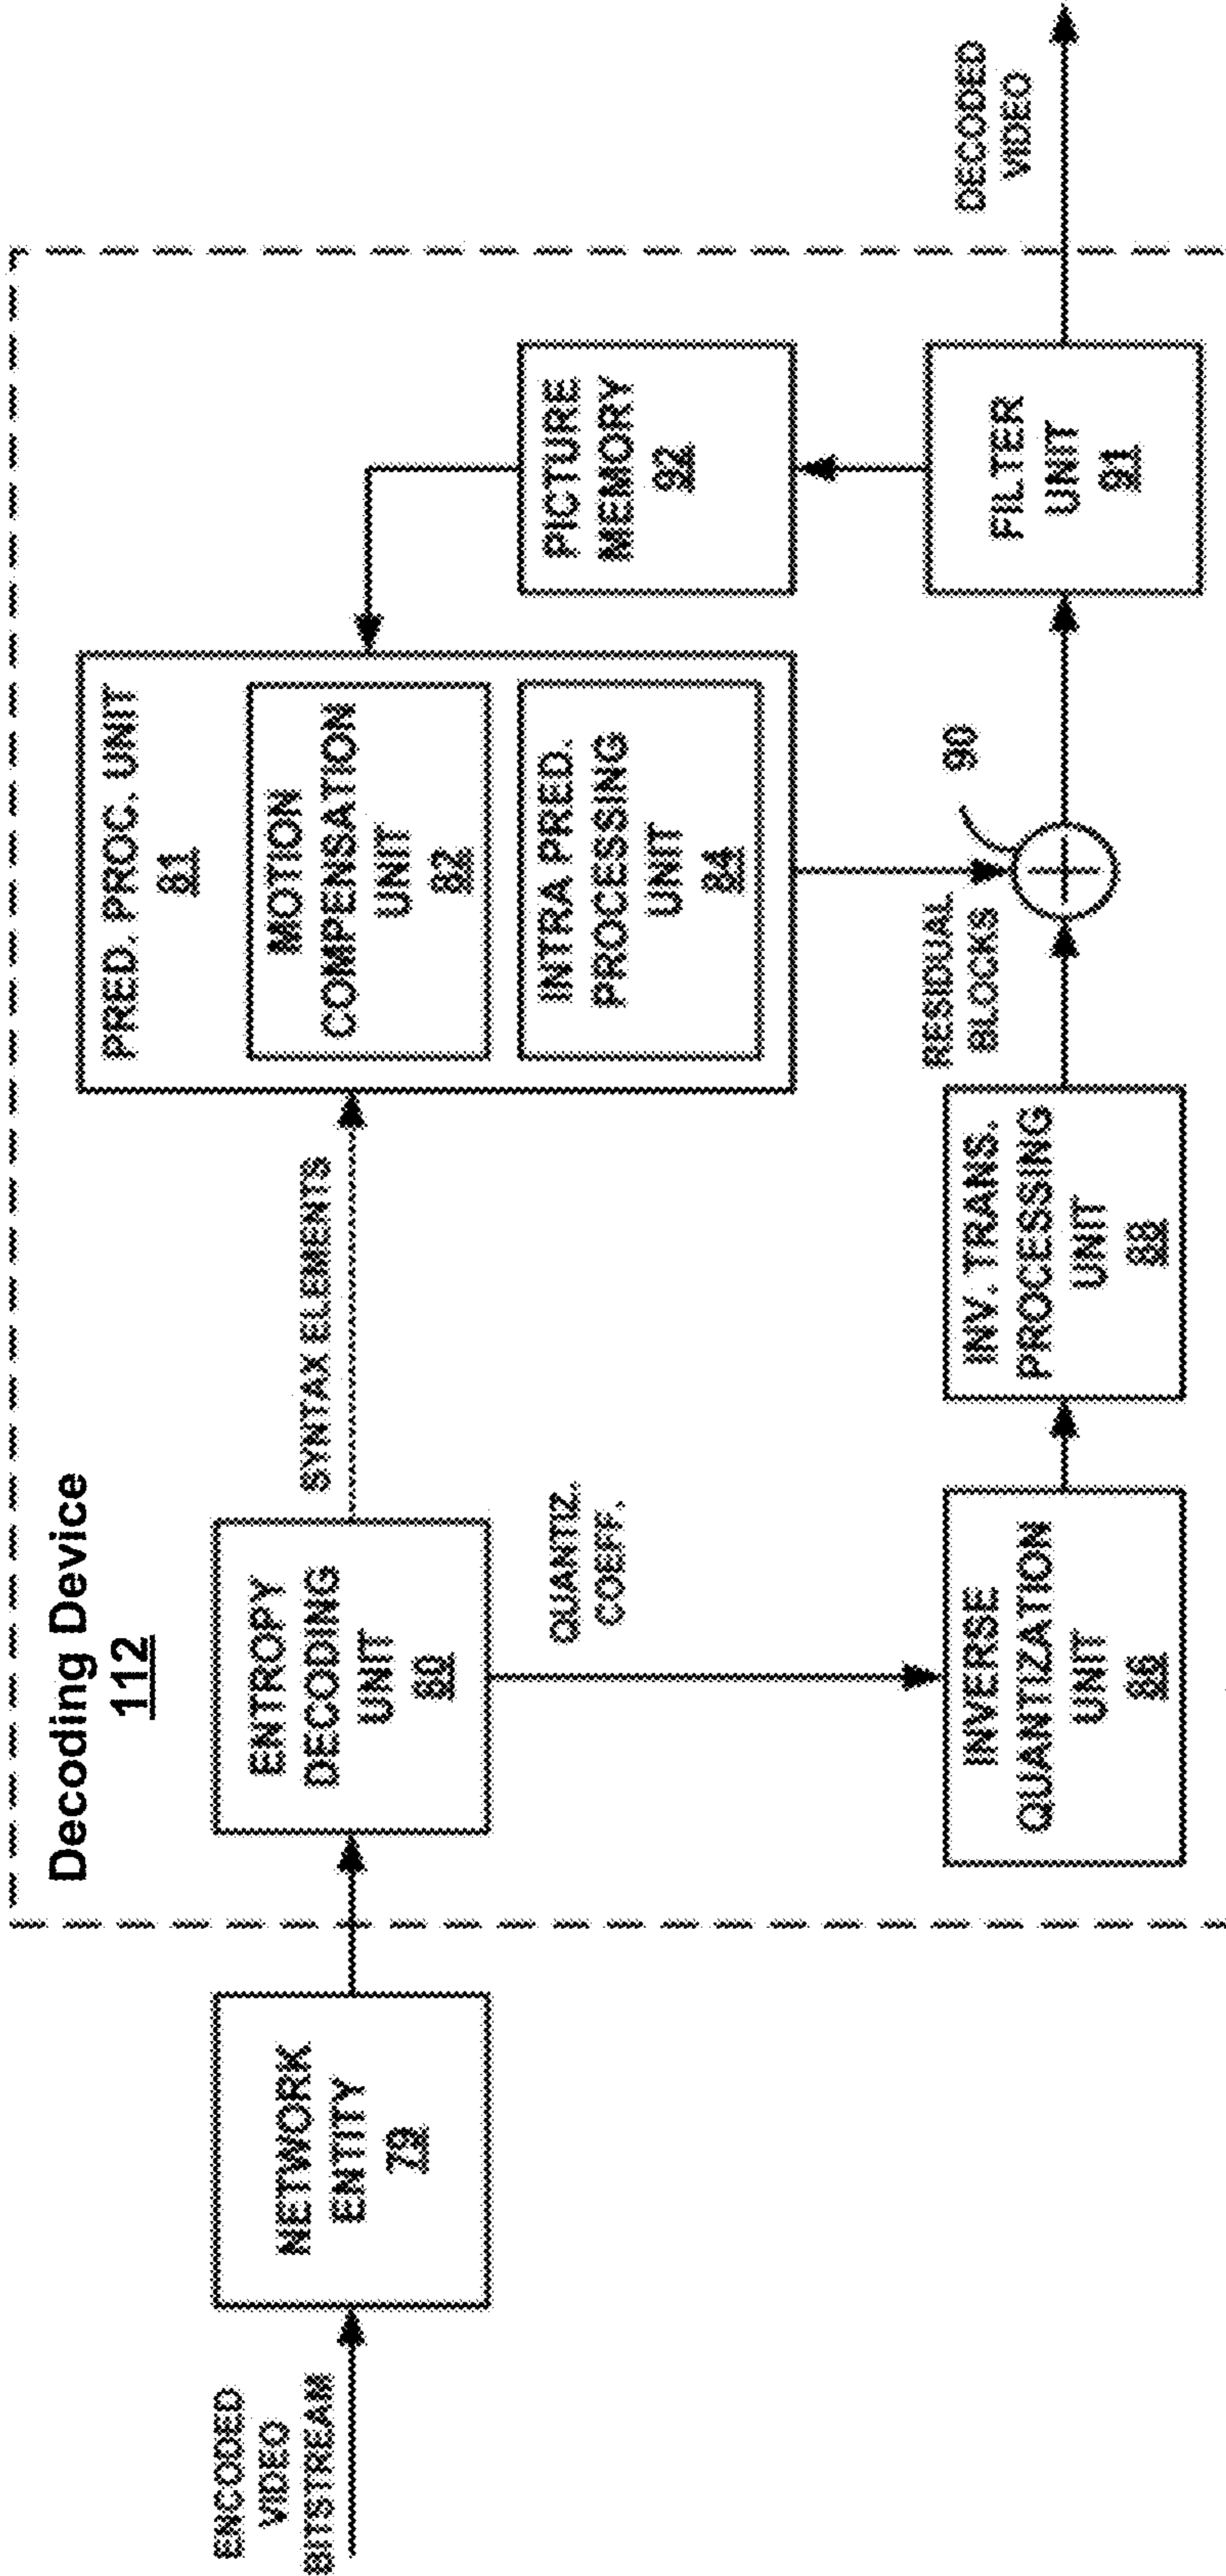 Decoding Device
112
ENCODED
VIDEO
BITSTREAM
NETWORK
ENTITY
79
ENTROPY
DECODING
UNIT
80
SYNTAX ELEMENTS
QUANTIZ.
COEFF.
PRED. PROC. UNIT
81
MOTION
COMPENSATION
UNIT
82
INTRA PRED.
PROCESSING
UNIT
84
PICTURE
MEMORY
92
INVERSE
QUANTIZATION
UNIT
86
INV. TRANS.
PROCESSING
UNIT
88
RESIDUAL
BLOCKS
90
FILTER
UNIT
91
DECODED
VIDEO